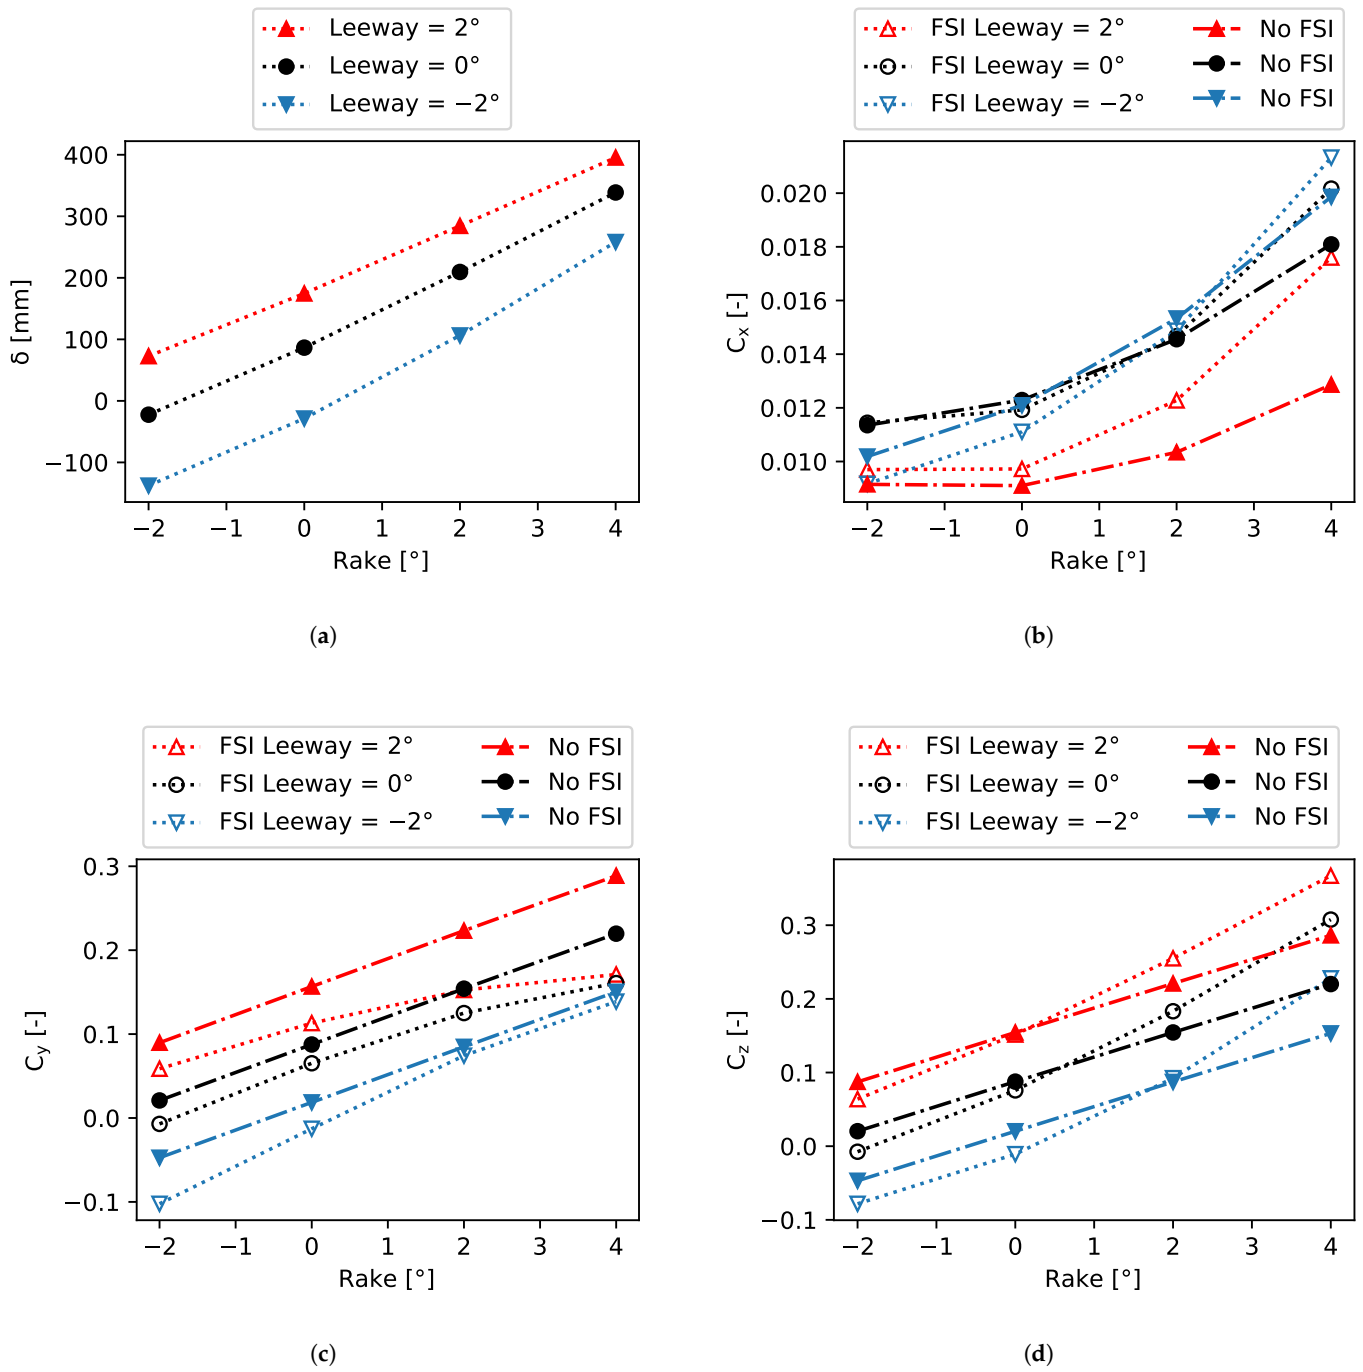 Leeway = 2°
Leeway = 0°
Leeway = −2°
400
300
200
100
0
−100
δ [mm]
−2 −1 0 1 2 3 4
Rake [°]
(a)
FSI Leeway = 2° No FSI
FSI Leeway = 0° No FSI
FSI Leeway = −2° No FSI
0.020
0.018
0.016
0.014
0.012
0.010
Cx [-]
−2 −1 0 1 2 3 4
Rake [°]
(b)
FSI Leeway = 2° No FSI
FSI Leeway = 0° No FSI
FSI Leeway = −2° No FSI
0.3
0.2
0.1
0.0
−0.1
Cy [-]
−2 −1 0 1 2 3 4
Rake [°]
(c)
FSI Leeway = 2° No FSI
FSI Leeway = 0° No FSI
FSI Leeway = −2° No FSI
0.3
0.2
0.1
0.0
−0.1
Cz [-]
−2 −1 0 1 2 3 4
Rake [°]
(d)